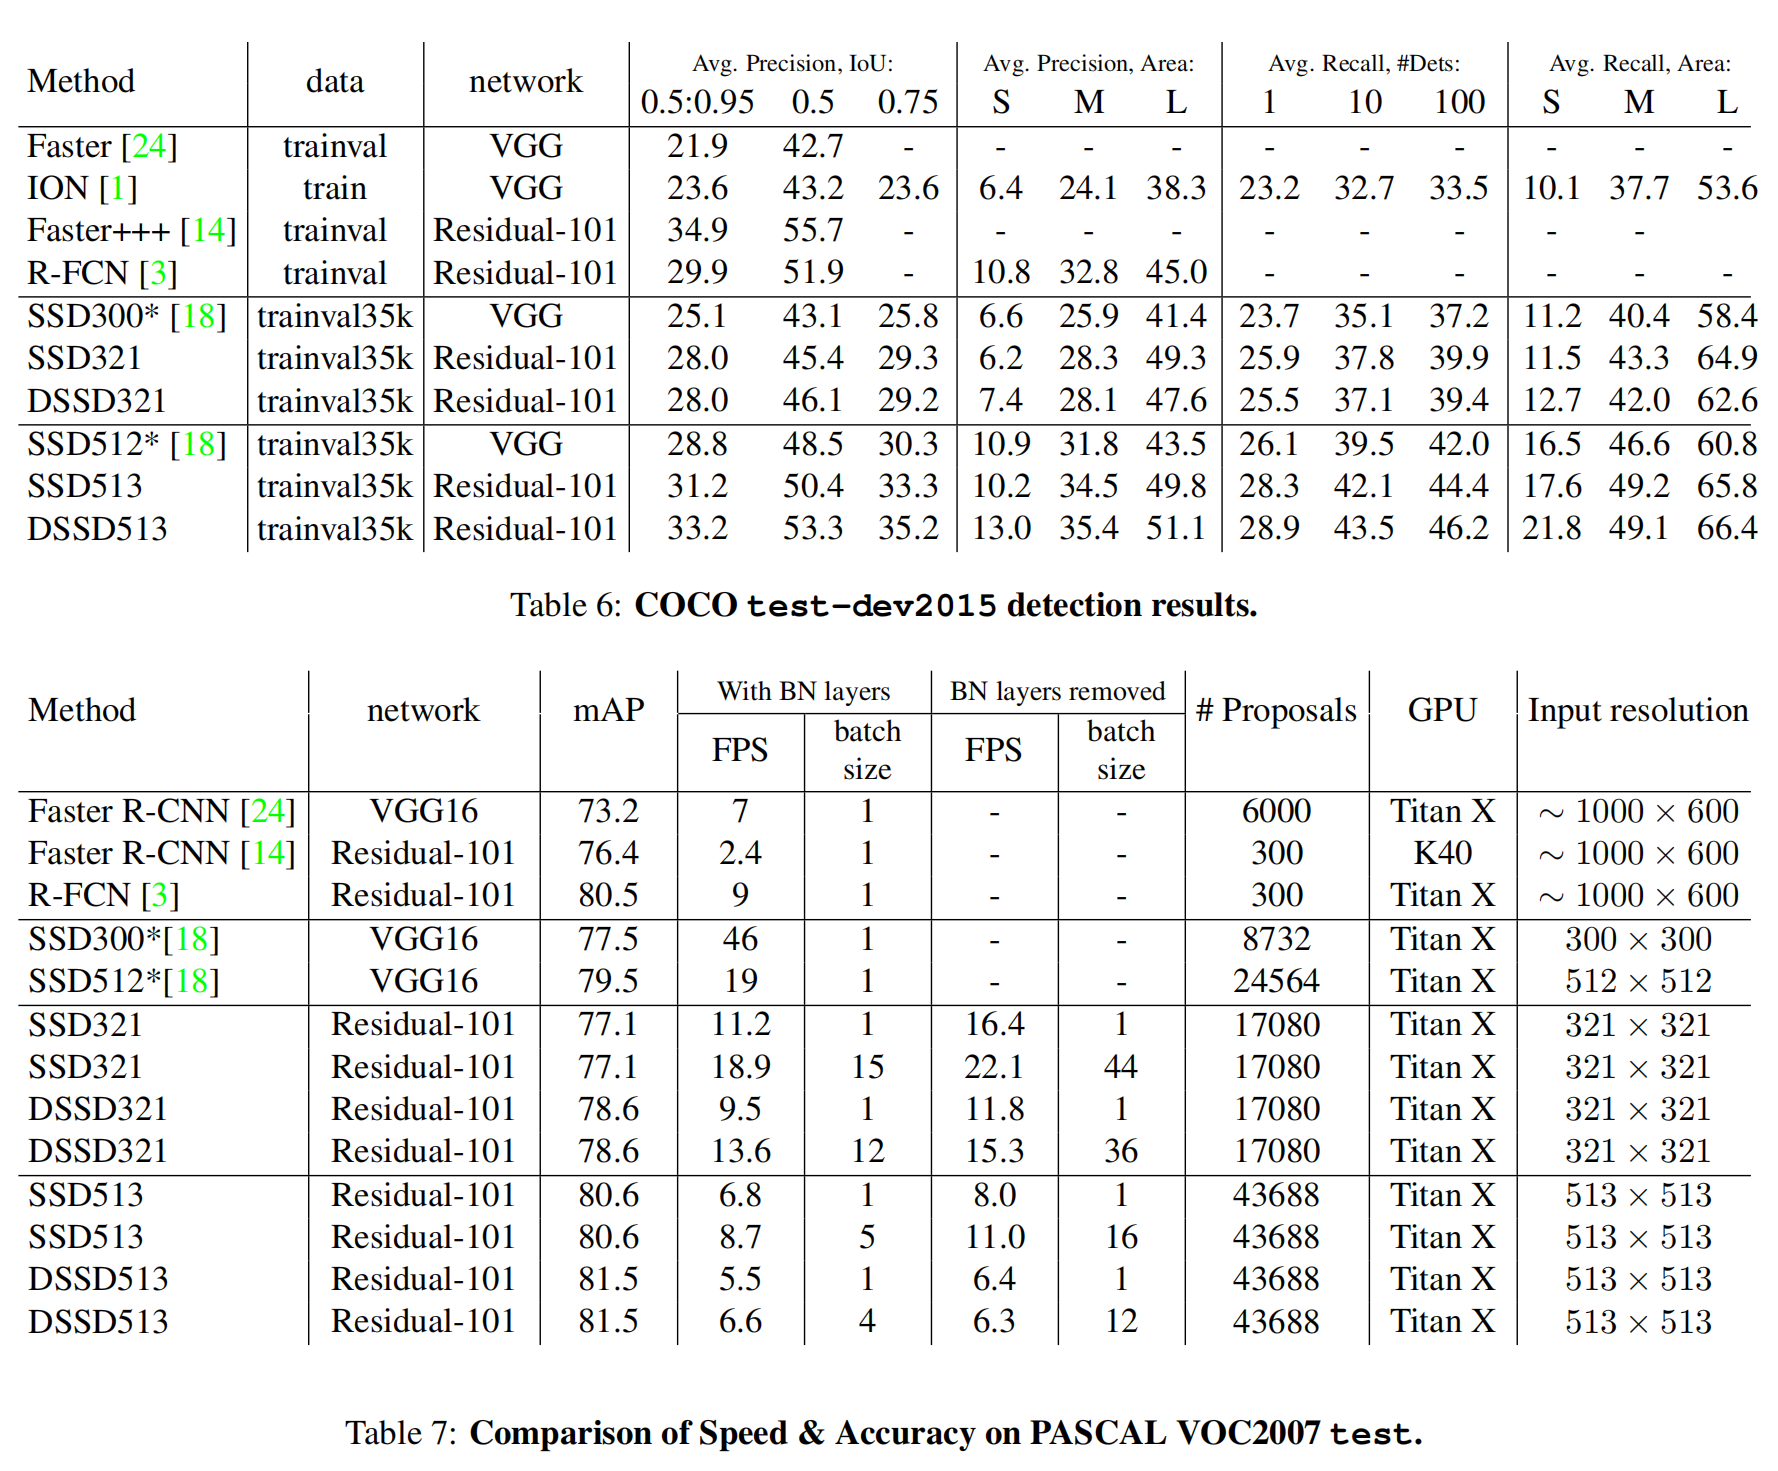 Method data network Avg. Precision, IoU: Avg. Precision, Area: Avg. Recall, #Dets: Avg. Recall, Area:
0.5:0.95 0.5 0.75 S M L 1 10 100 S M L
Faster [24] trainval VGG 21.9 42.7 - - - - - - - - - -
ION [1] train VGG 23.6 43.2 23.6 6.4 24.1 38.3 23.2 32.7 33.5 10.1 37.7 53.6
Faster+++ [14] trainval Residual-101 34.9 55.7 - - - - - - - - -
R-FCN [3] trainval Residual-101 29.9 51.9 - 10.8 32.8 45.0 - - - - - -
SSD300* [18] trainval35k VGG 25.1 43.1 25.8 6.6 25.9 41.4 23.7 35.1 37.2 11.2 40.4 58.4
SSD321 trainval35k Residual-101 28.0 45.4 29.3 6.2 28.3 49.3 25.9 37.8 39.9 11.5 43.3 64.9
DSSD321 trainval35k Residual-101 28.0 46.1 29.2 7.4 28.1 47.6 25.5 37.1 39.4 12.7 42.0 62.6
SSD512* [18] trainval35k VGG 28.8 48.5 30.3 10.9 31.8 43.5 26.1 39.5 42.0 16.5 46.6 60.8
SSD513 trainval35k Residual-101 31.2 50.4 33.3 10.2 34.5 49.8 28.3 42.1 44.4 17.6 49.2 65.8
DSSD513 trainval35k Residual-101 33.2 53.3 35.2 13.0 35.4 51.1 28.9 43.5 46.2 21.8 49.1 66.4
Table 6: COCO test-dev2015 detection results.
Method network mAP With BN layers BN layers removed # Proposals GPU Input resolution
FPS batch size FPS batch size
Faster R-CNN [24] VGG16 73.2 7 1 - - 6000 Titan X ∼ 1000 × 600
Faster R-CNN [14] Residual-101 76.4 2.4 1 - - 300 K40 ∼ 1000 × 600
R-FCN [3] Residual-101 80.5 9 1 - - 300 Titan X ∼ 1000 × 600
SSD300*[18] VGG16 77.5 46 1 - - 8732 Titan X 300 × 300
SSD512*[18] VGG16 79.5 19 1 - - 24564 Titan X 512 × 512
SSD321 Residual-101 77.1 11.2 1 16.4 1 17080 Titan X 321 × 321
SSD321 Residual-101 77.1 18.9 15 22.1 44 17080 Titan X 321 × 321
DSSD321 Residual-101 78.6 9.5 1 11.8 1 17080 Titan X 321 × 321
DSSD321 Residual-101 78.6 13.6 12 15.3 36 17080 Titan X 321 × 321
SSD513 Residual-101 80.6 6.8 1 8.0 1 43688 Titan X 513 × 513
SSD513 Residual-101 80.6 8.7 5 11.0 16 43688 Titan X 513 × 513
DSSD513 Residual-101 81.5 5.5 1 6.4 1 43688 Titan X 513 × 513
DSSD513 Residual-101 81.5 6.6 4 6.3 12 43688 Titan X 513 × 513
Table 7: Comparison of Speed & Accuracy on PASCAL VOC2007 test.